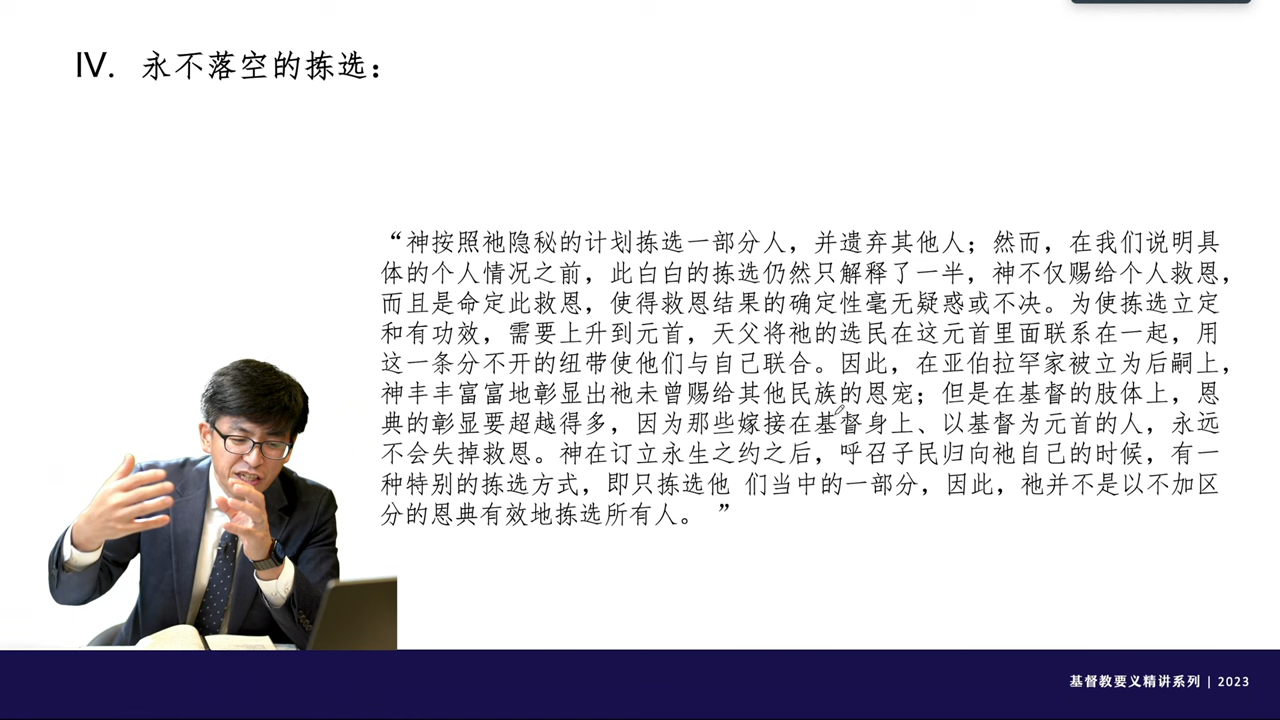 IV. 永不落空的拣选：
“神按照祂隐秘的计划拣选一部分人，并遗弃其他人；然而，在我们说明具
体的个人情况之前，此白白的拣选仍然只解释了一半，神不仅赐给个人救恩，
而且是命定此救恩，使得救恩结果的确定性毫无疑惑或不决。为使拣选立定
和有功效，需要上升到元首，天父将祂的选民在这元首里面联系在一起，用
这一条分不开的纽带使他们与自己联合。因此，在亚伯拉罕家被立为后嗣上，
神丰丰富富地彰显出祂未曾赐给其他民族的恩宠；但是在基督的肢体上，恩
典的彰显要超越得多，因为那些嫁接在基督身上、以基督为元首的人，永远
不会失掉救恩。神在订立永生之约之后，呼召子民归向祂自己的时候，有一
种特别的拣选方式，即只拣选他 们当中的一部分，因此，祂并不是以不加区
分的恩典有效地拣选所有人。 ”
基督教要义精讲系列 | 2023